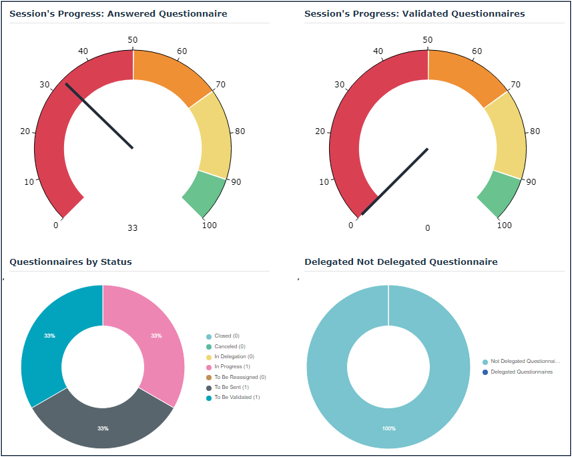 Session's Progress: Answered Questionnaire
50
40
60
30
70
20
80
10
90
0
33
100
Session's Progress: Validated Questionnaires
50
40
60
30
70
20
80
10
90
0
0
100
Questionnaires by Status
33%
33%
33%
Closed (0)
Canceled (0)
In Delegation (0)
In Progress (1)
To Be Reassigned (0)
To Be Sent (1)
To Be Validated (1)
Delegated Not Delegated Questionnaire
100%
Not Delegated Questionnai...
Delegated Questionnaires